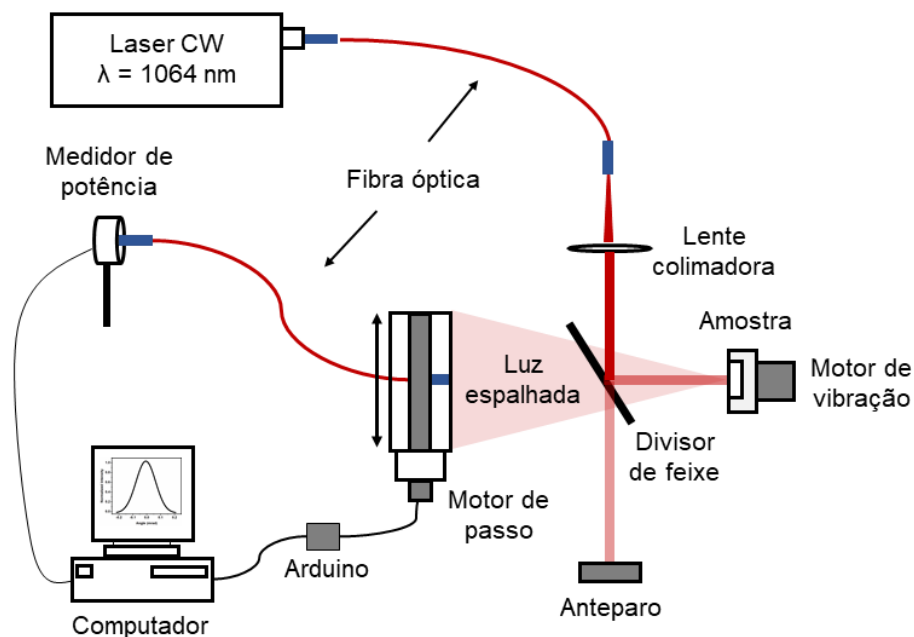 Laser CW
λ = 1064 nm
Medidor de
potência
Fibra óptica
Lente
colimadora
Amostra
Luz
espalhada
Motor de
vibração
Divisor
de feixe
Motor de
passo
Arduino
Anteparo
Computador